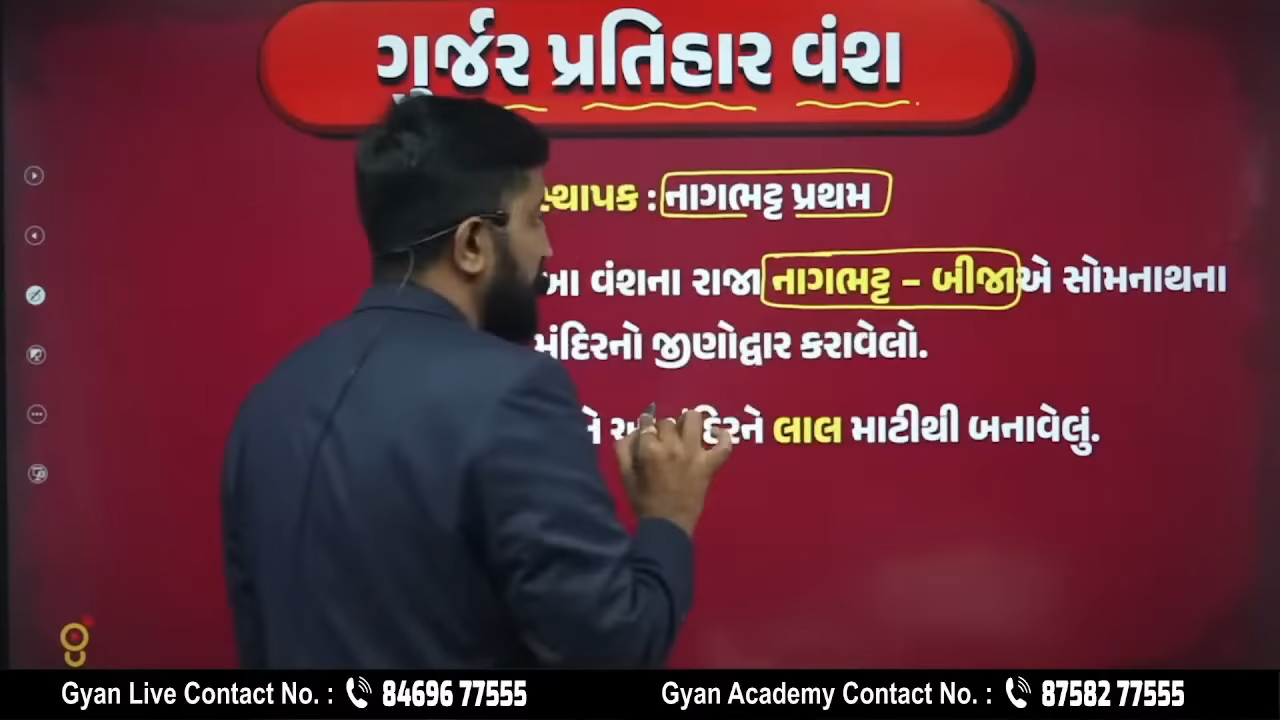 ગુર્જર પ્રતિહાર વંશ
સ્થાપક : નાગભટ્ટ પ્રથમ
આ વંશના રાજા નાગભટ્ટ – બીજાએ સોમનાથના
મંદિરનો જીણોદ્વાર કરાવેલો.
લાલ માટીથી બનાવેલું.
Gyan Live Contact No. : 84696 77555
Gyan Academy Contact No. : 87582 77555